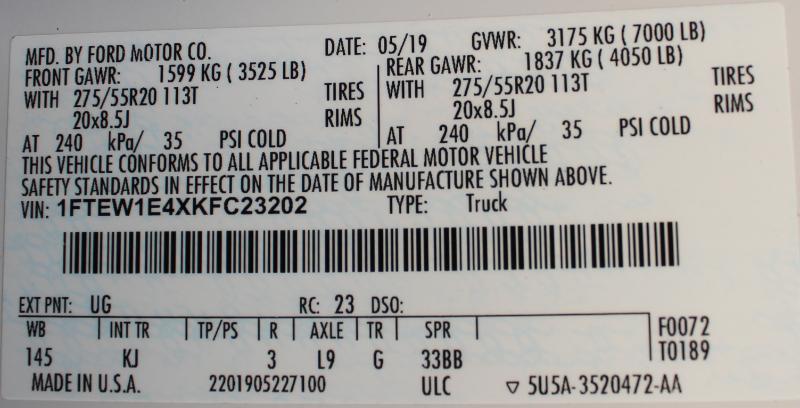 MFD. BY FORD MOTOR CO. DATE: 05/19 GVWR: 3175 KG ( 7000 LB)
FRONT GAWR: 1599 KG ( 3525 LB) REAR GAWR: 1837 KG ( 4050 LB)
WITH 275/55R20 113T TIRES WITH 275/55R20 113T TIRES
20x8.5J RIMS 20x8.5J RIMS
AT 240 kPa/ 35 PSI COLD AT 240 kPa/ 35 PSI COLD
THIS VEHICLE CONFORMS TO ALL APPLICABLE FEDERAL MOTOR VEHICLE
SAFETY STANDARDS IN EFFECT ON THE DATE OF MANUFACTURE SHOWN ABOVE.
VIN: 1FTEW1E4XKFC23202 TYPE: Truck
EXT PNT: UG RC: 23 DSO:
WB INT TR TP/PS R AXLE TR SPR F0072
145 KJ 3 L9 G 33BB T0189
MADE IN U.S.A. 2201905227100 ULC ▽ 5U5A-3520472-AA